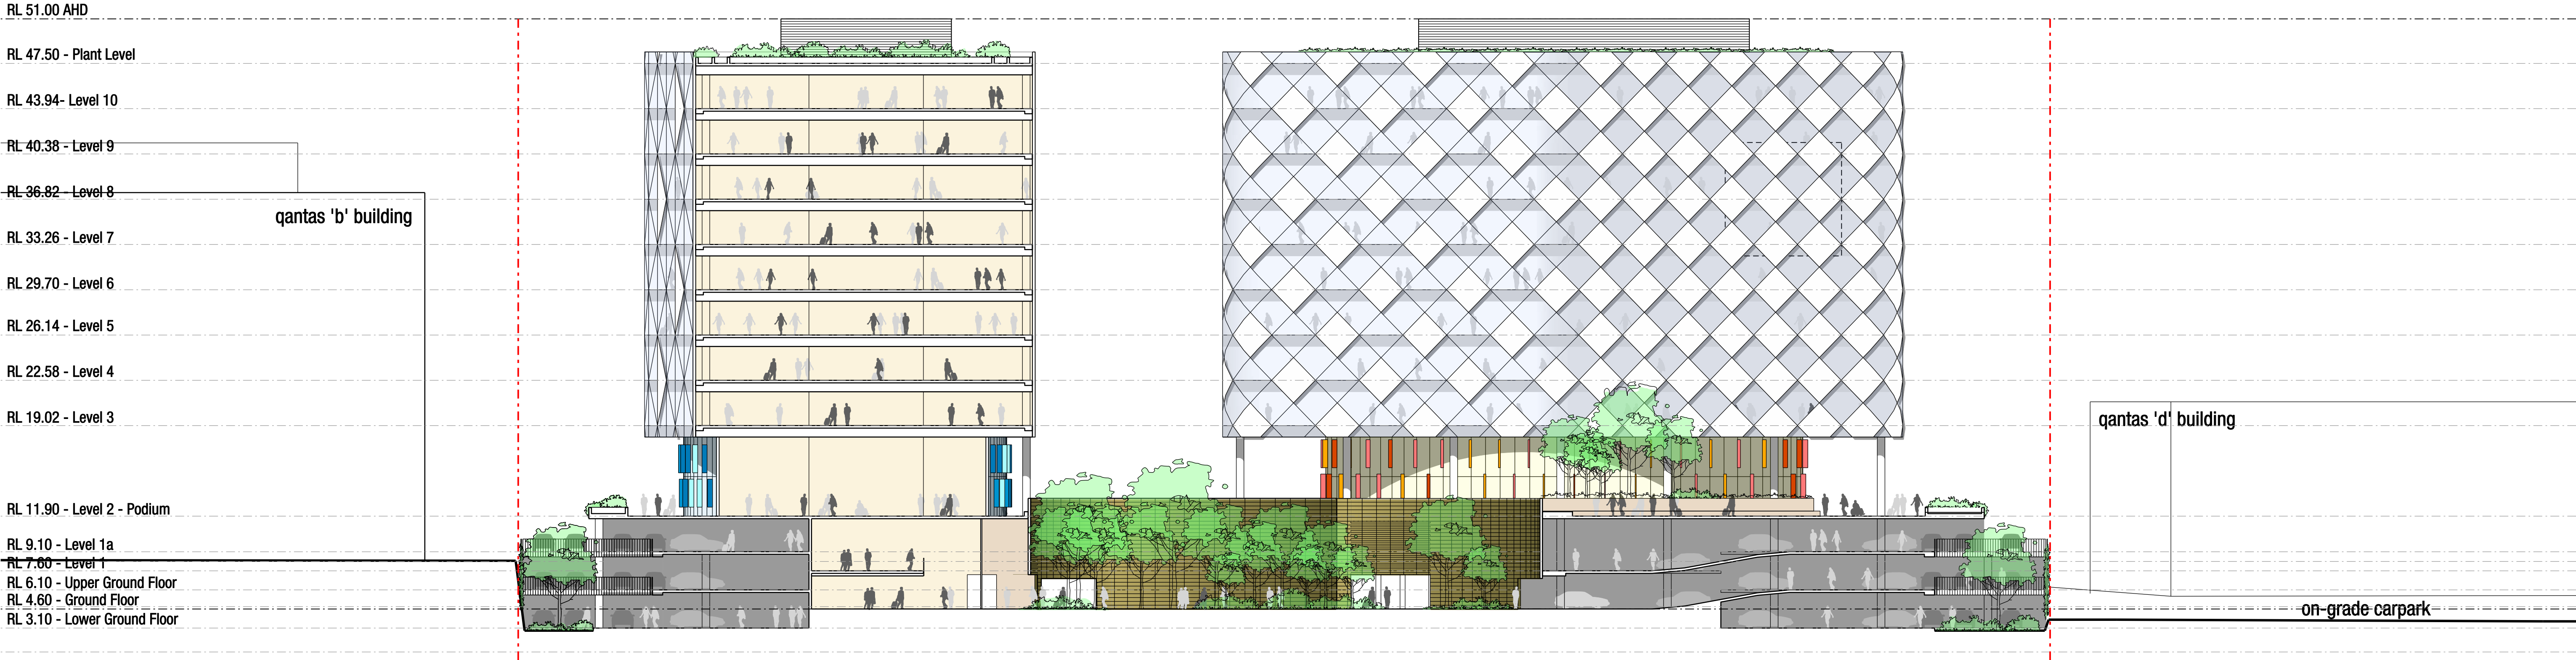 RL 51.00 AHD
RL 47.50 - Plant Level
RL 43.94- Level 10
RL 40.38 - Level 9
RL 36.82 - Level 8
qantas 'b' building
RL 33.26 - Level 7
RL 29.70 - Level 6
RL 26.14 - Level 5
RL 22.58 - Level 4
RL 19.02 - Level 3
qantas 'd' building
RL 11.90 - Level 2 - Podium
RL 9.10 - Level 1a
RL 7.60 - Level 1
RL 6.10 - Upper Ground Floor
RL 4.60 - Ground Floor
on-grade carpark
RL 3.10 - Lower Ground Floor